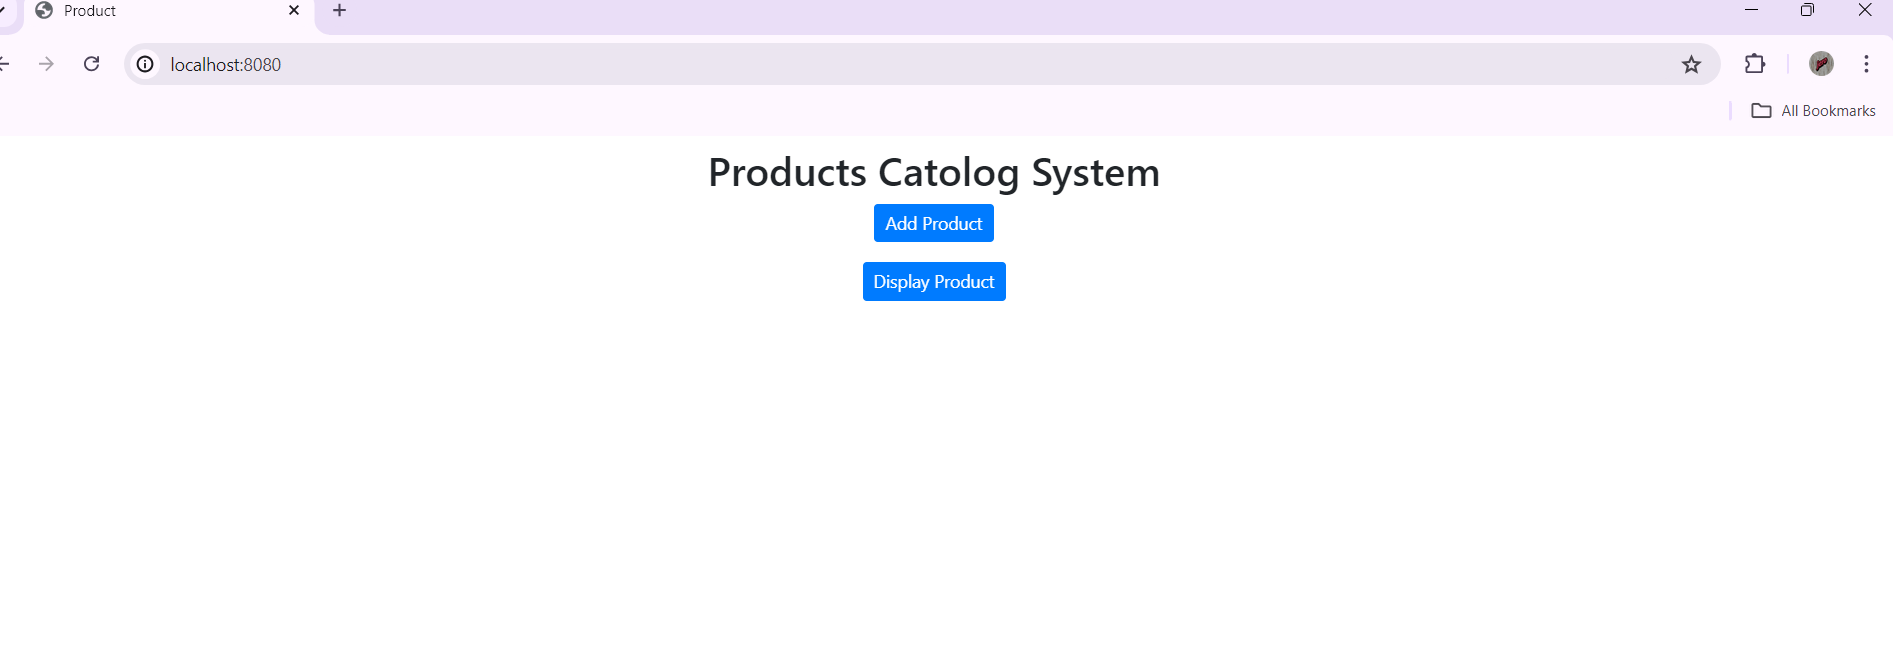 Product
localhost:8080
All Bookmarks
Products Catolog System
Add Product
Display Product